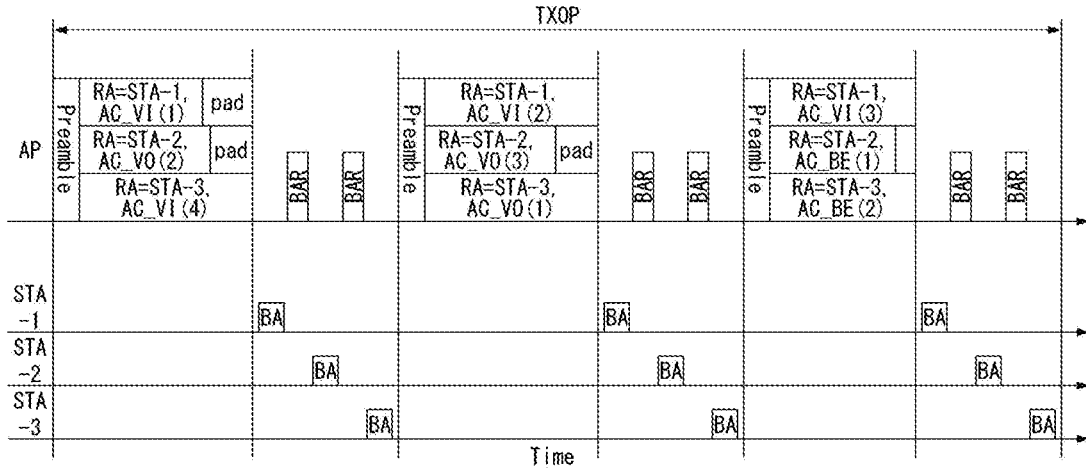 TXOP
AP
Preamble
RA=STA-1,
AC_VI(1)
pad
RA=STA-2,
AC_VO(2)
pad
RA=STA-3,
AC_VI(4)
BAR
BAR
Preamble
RA=STA-1,
AC_VI(2)
RA=STA-2,
AC_VO(3)
pad
RA=STA-3,
AC_VO(1)
BAR
BAR
Preamble
RA=STA-1,
AC_VI(3)
RA=STA-2,
AC_BE(1)
RA=STA-3,
AC_BE(2)
BAR
BAR
STA
-1
BA
BA
BA
STA
-2
BA
BA
BA
STA
-3
BA
BA
BA
Time